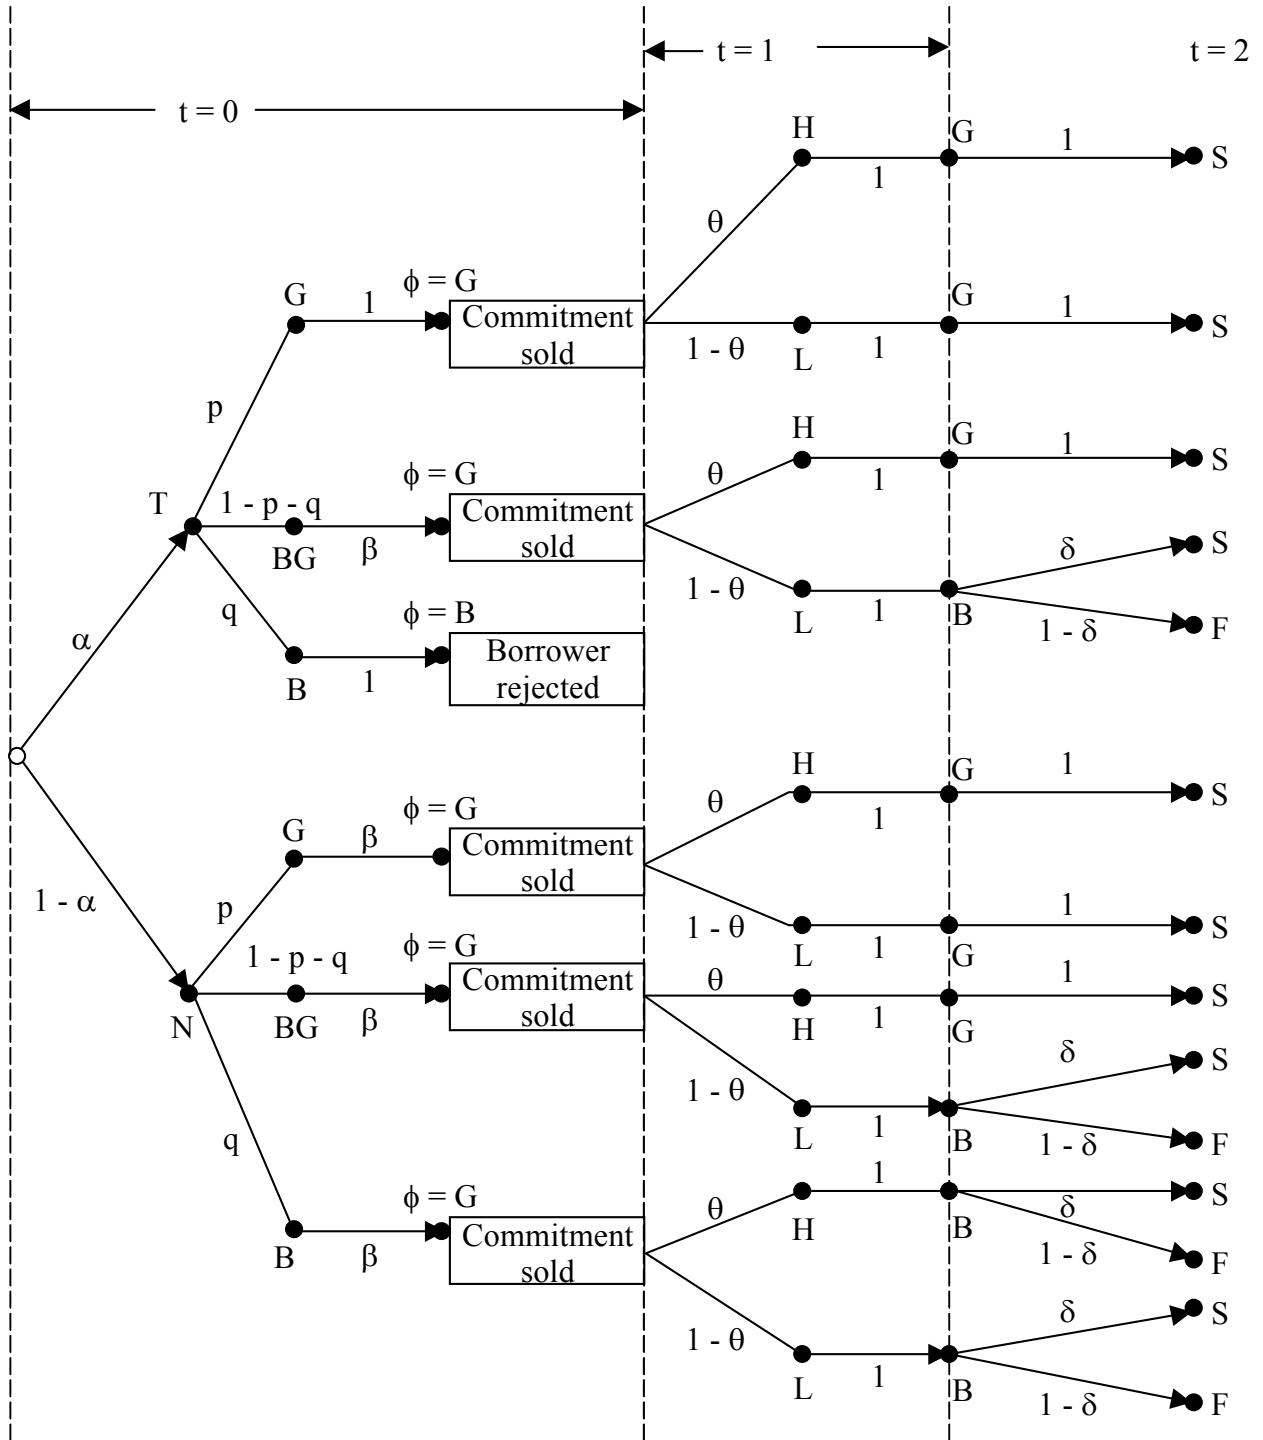 t = 1
t = 2
t = 0
H
G
1
S
1
θ
G
1
ϕ = G
Commitment
sold
G
1
S
1 - θ
L
1
p
H
G
1
S
θ
1
ϕ = G
T
1 - p - q
Commitment
sold
BG
β
δ
S
1 - θ
L
1
B
1 - δ
F
q
ϕ = B
α
Borrower
rejected
B
1
H
G
1
S
θ
1
ϕ = G
G
β
Commitment
sold
1 - α
p
1 - θ
L
1
G
1
S
1 - p - q
ϕ = G
Commitment
sold
θ
1
S
N
BG
β
H
1
G
δ
S
1 - θ
L
1
B
1 - δ
F
q
1
S
ϕ = G
θ
δ
Commitment
sold
B
β
H
B
1 - δ
F
δ
S
1 - θ
L
1
B
1 - δ
F